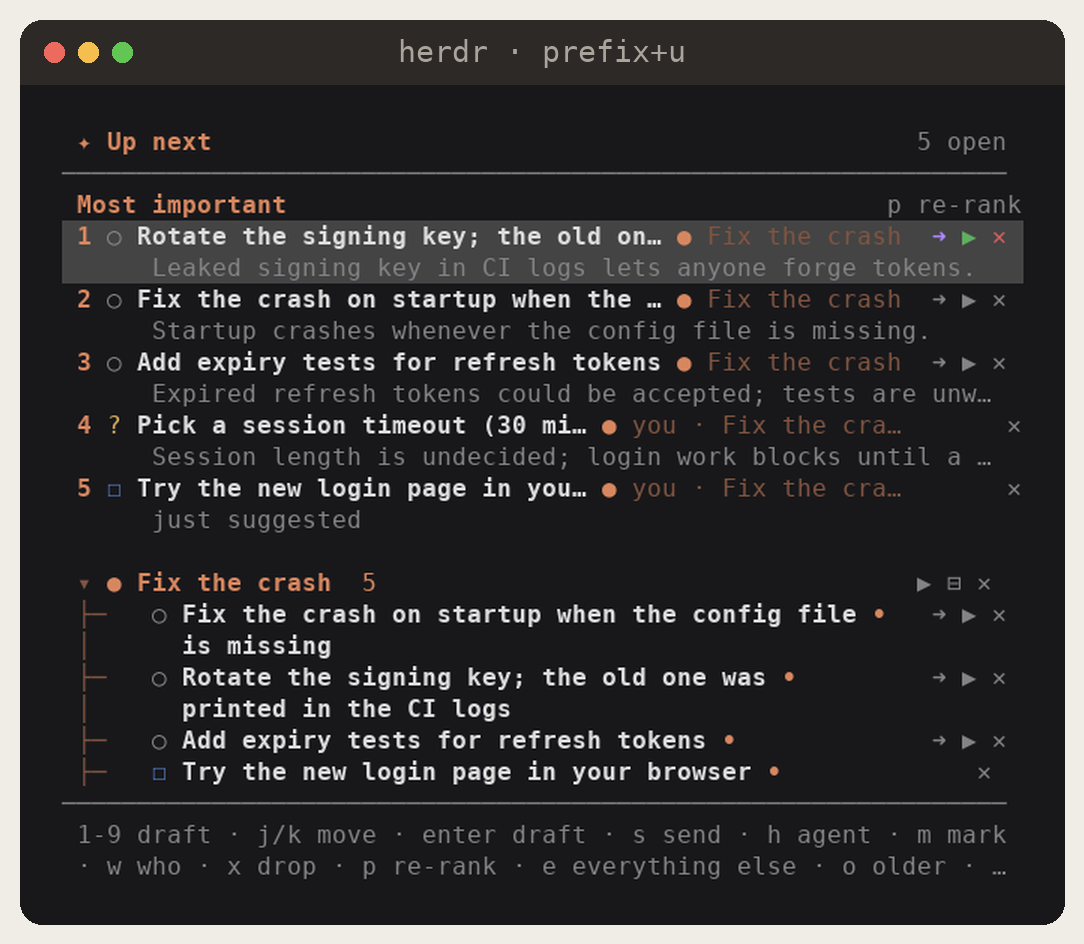 herdr · prefix+u
✦ Up next 5 open
Most important p re-rank
1 ○ Rotate the signing key; the old on… ● Fix the crash ➜ ▶ ✕
Leaked signing key in CI logs lets anyone forge tokens.
2 ○ Fix the crash on startup when the … ● Fix the crash ➜ ▶ ✕
Startup crashes whenever the config file is missing.
3 ○ Add expiry tests for refresh tokens ● Fix the crash ➜ ▶ ✕
Expired refresh tokens could be accepted; tests are unw…
4 ? Pick a session timeout (30 mi… ● you · Fix the cra… ✕
Session length is undecided; login work blocks until a …
5 ◻ Try the new login page in you… ● you · Fix the cra… ✕
just suggested
▾ ● Fix the crash 5 ▶ ⊟ ✕
├─ ○ Fix the crash on startup when the config file • ➜ ▶ ✕
│ is missing
├─ ○ Rotate the signing key; the old one was • ➜ ▶ ✕
│ printed in the CI logs
├─ ○ Add expiry tests for refresh tokens • ➜ ▶ ✕
├─ ◻ Try the new login page in your browser • ✕
1-9 draft · j/k move · enter draft · s send · h agent · m mark
· w who · x drop · p re-rank · e everything else · o older · …